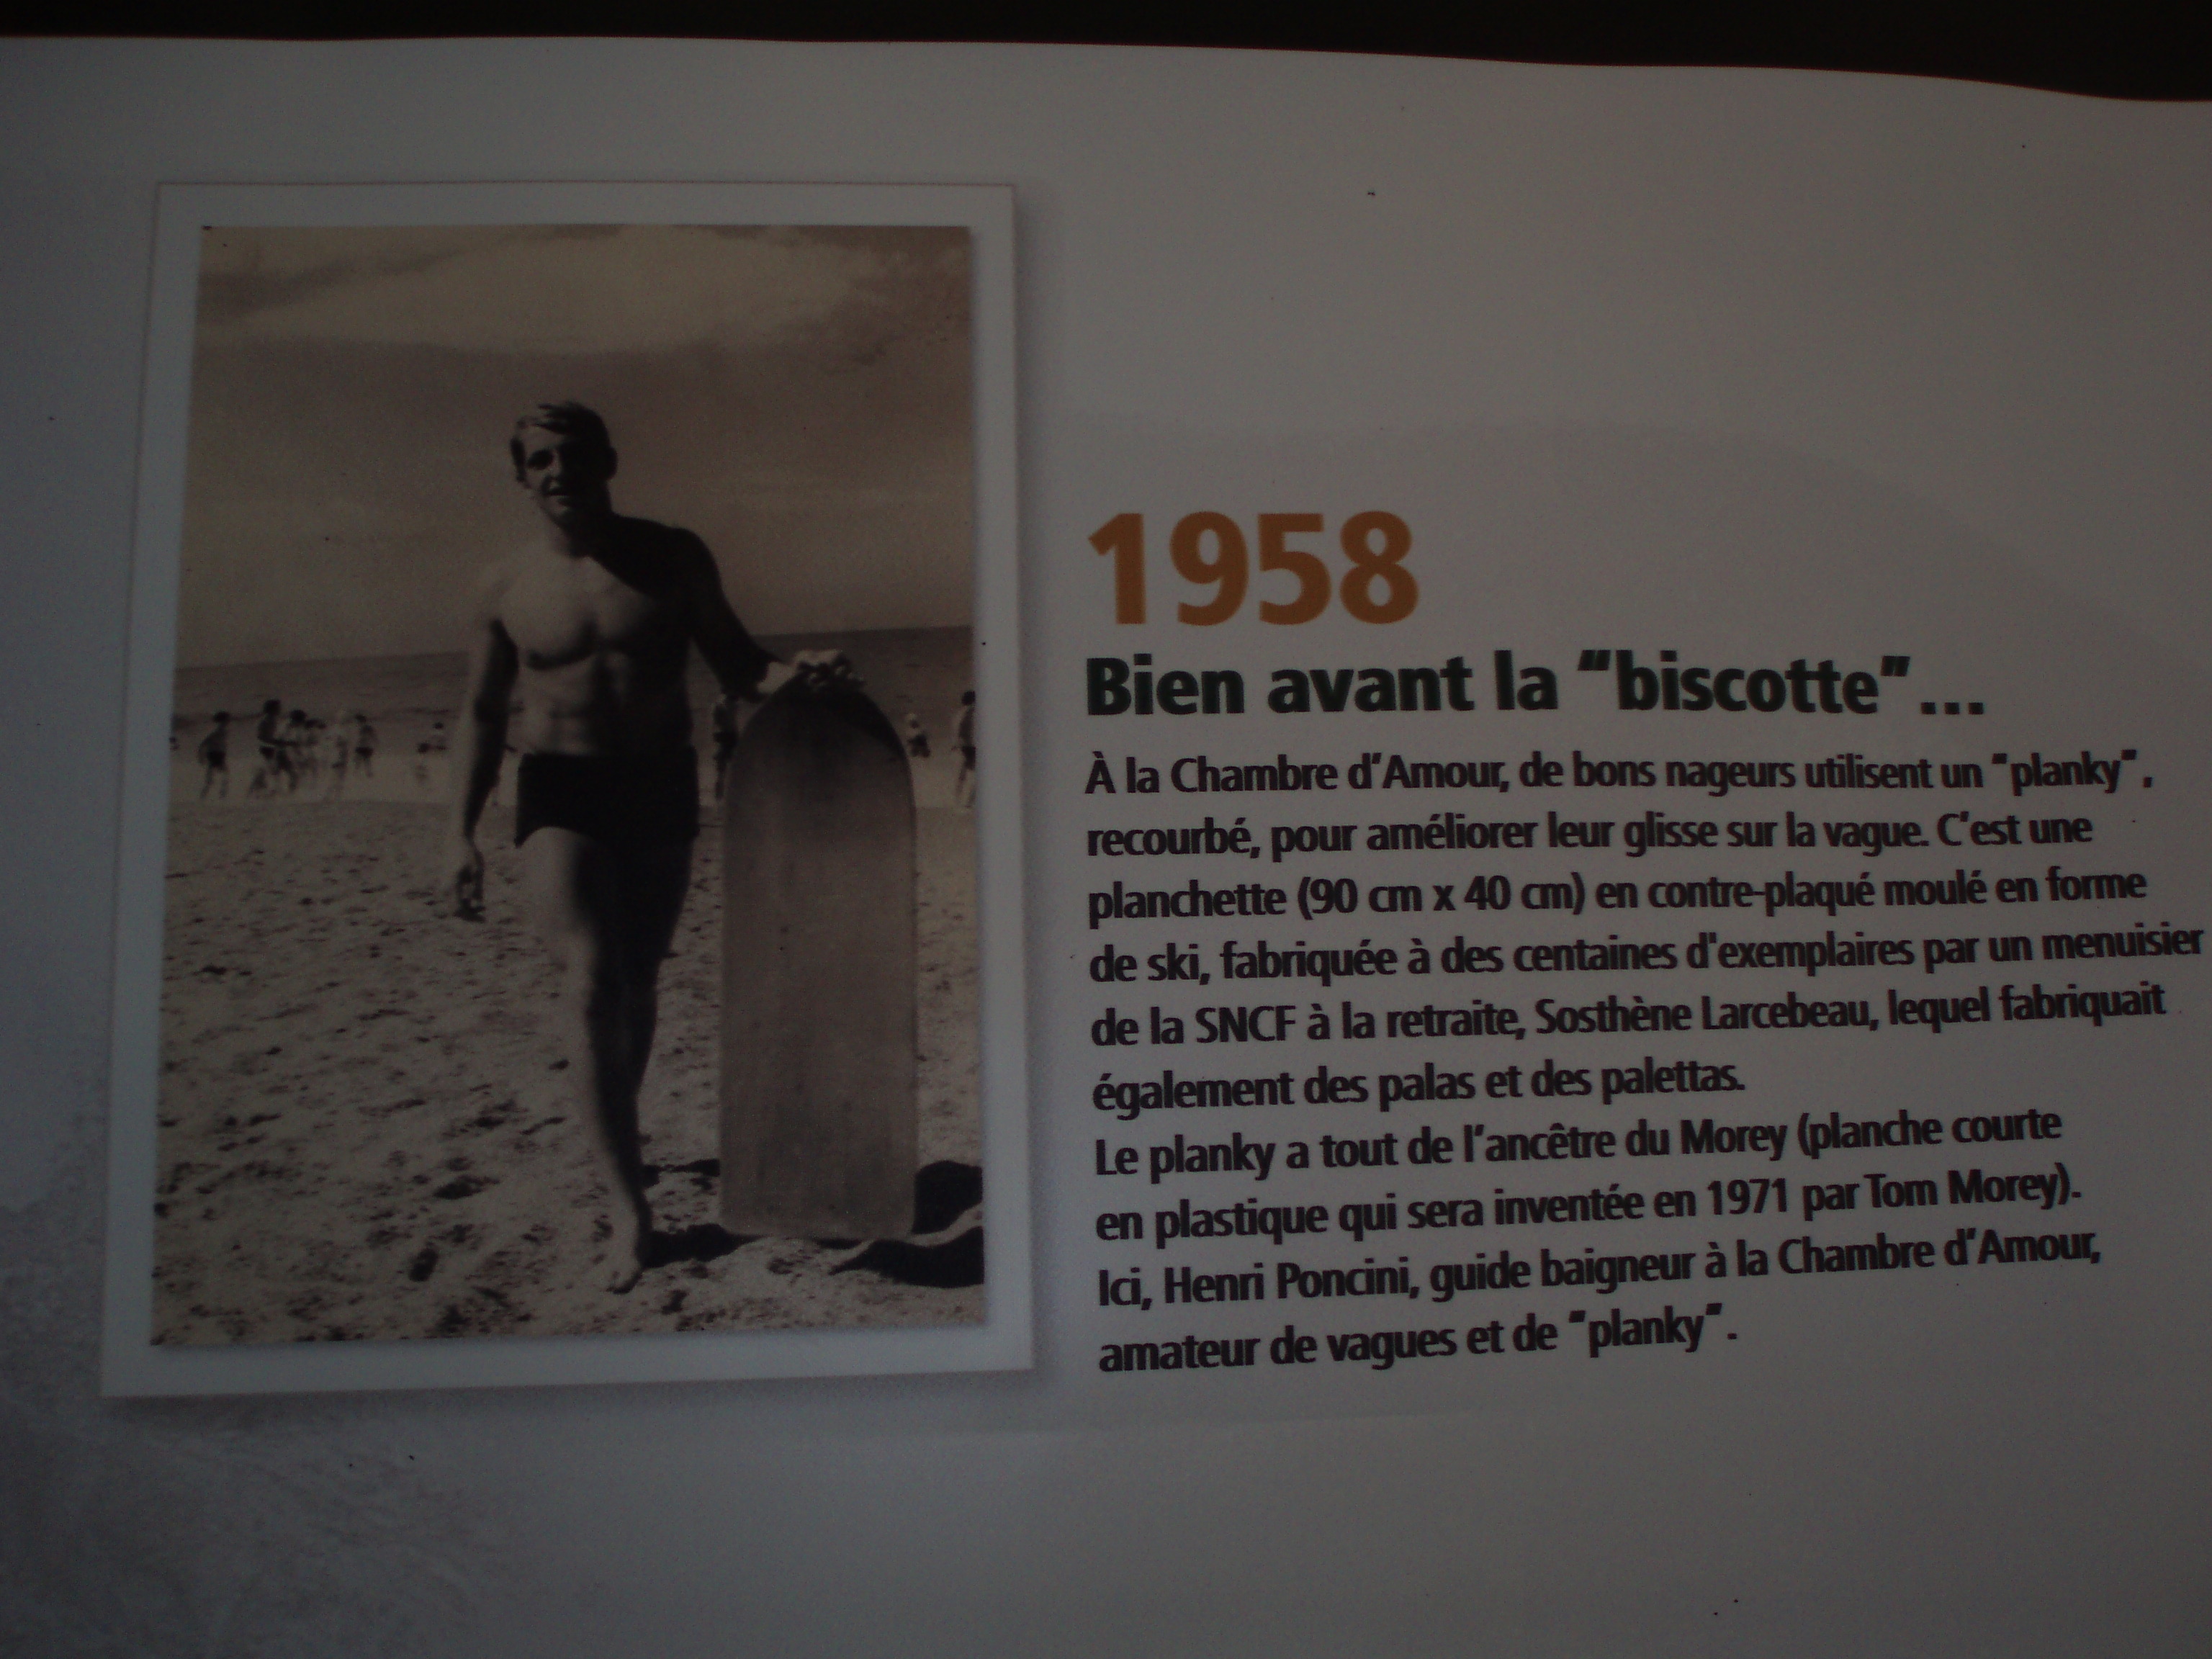 1958
Bien avant la "biscotte"...
À la Chambre d'Amour, de bons nageurs utilisent un "planky",
recourbé, pour améliorer leur glisse sur la vague. C'est une
planchette (90 cm x 40 cm) en contre-plaqué moulé en forme
de ski, fabriquée à des centaines d'exemplaires par un menuisier
de la SNCF à la retraite, Sosthène Larcebeau, lequel fabriquait
également des palas et des palettas.
Le planky a tout de l'ancêtre du Morey (planche courte
en plastique qui sera inventée en 1971 par Tom Morey).
Ici, Henri Poncini, guide baigneur à la Chambre d'Amour,
amateur de vagues et de "planky".